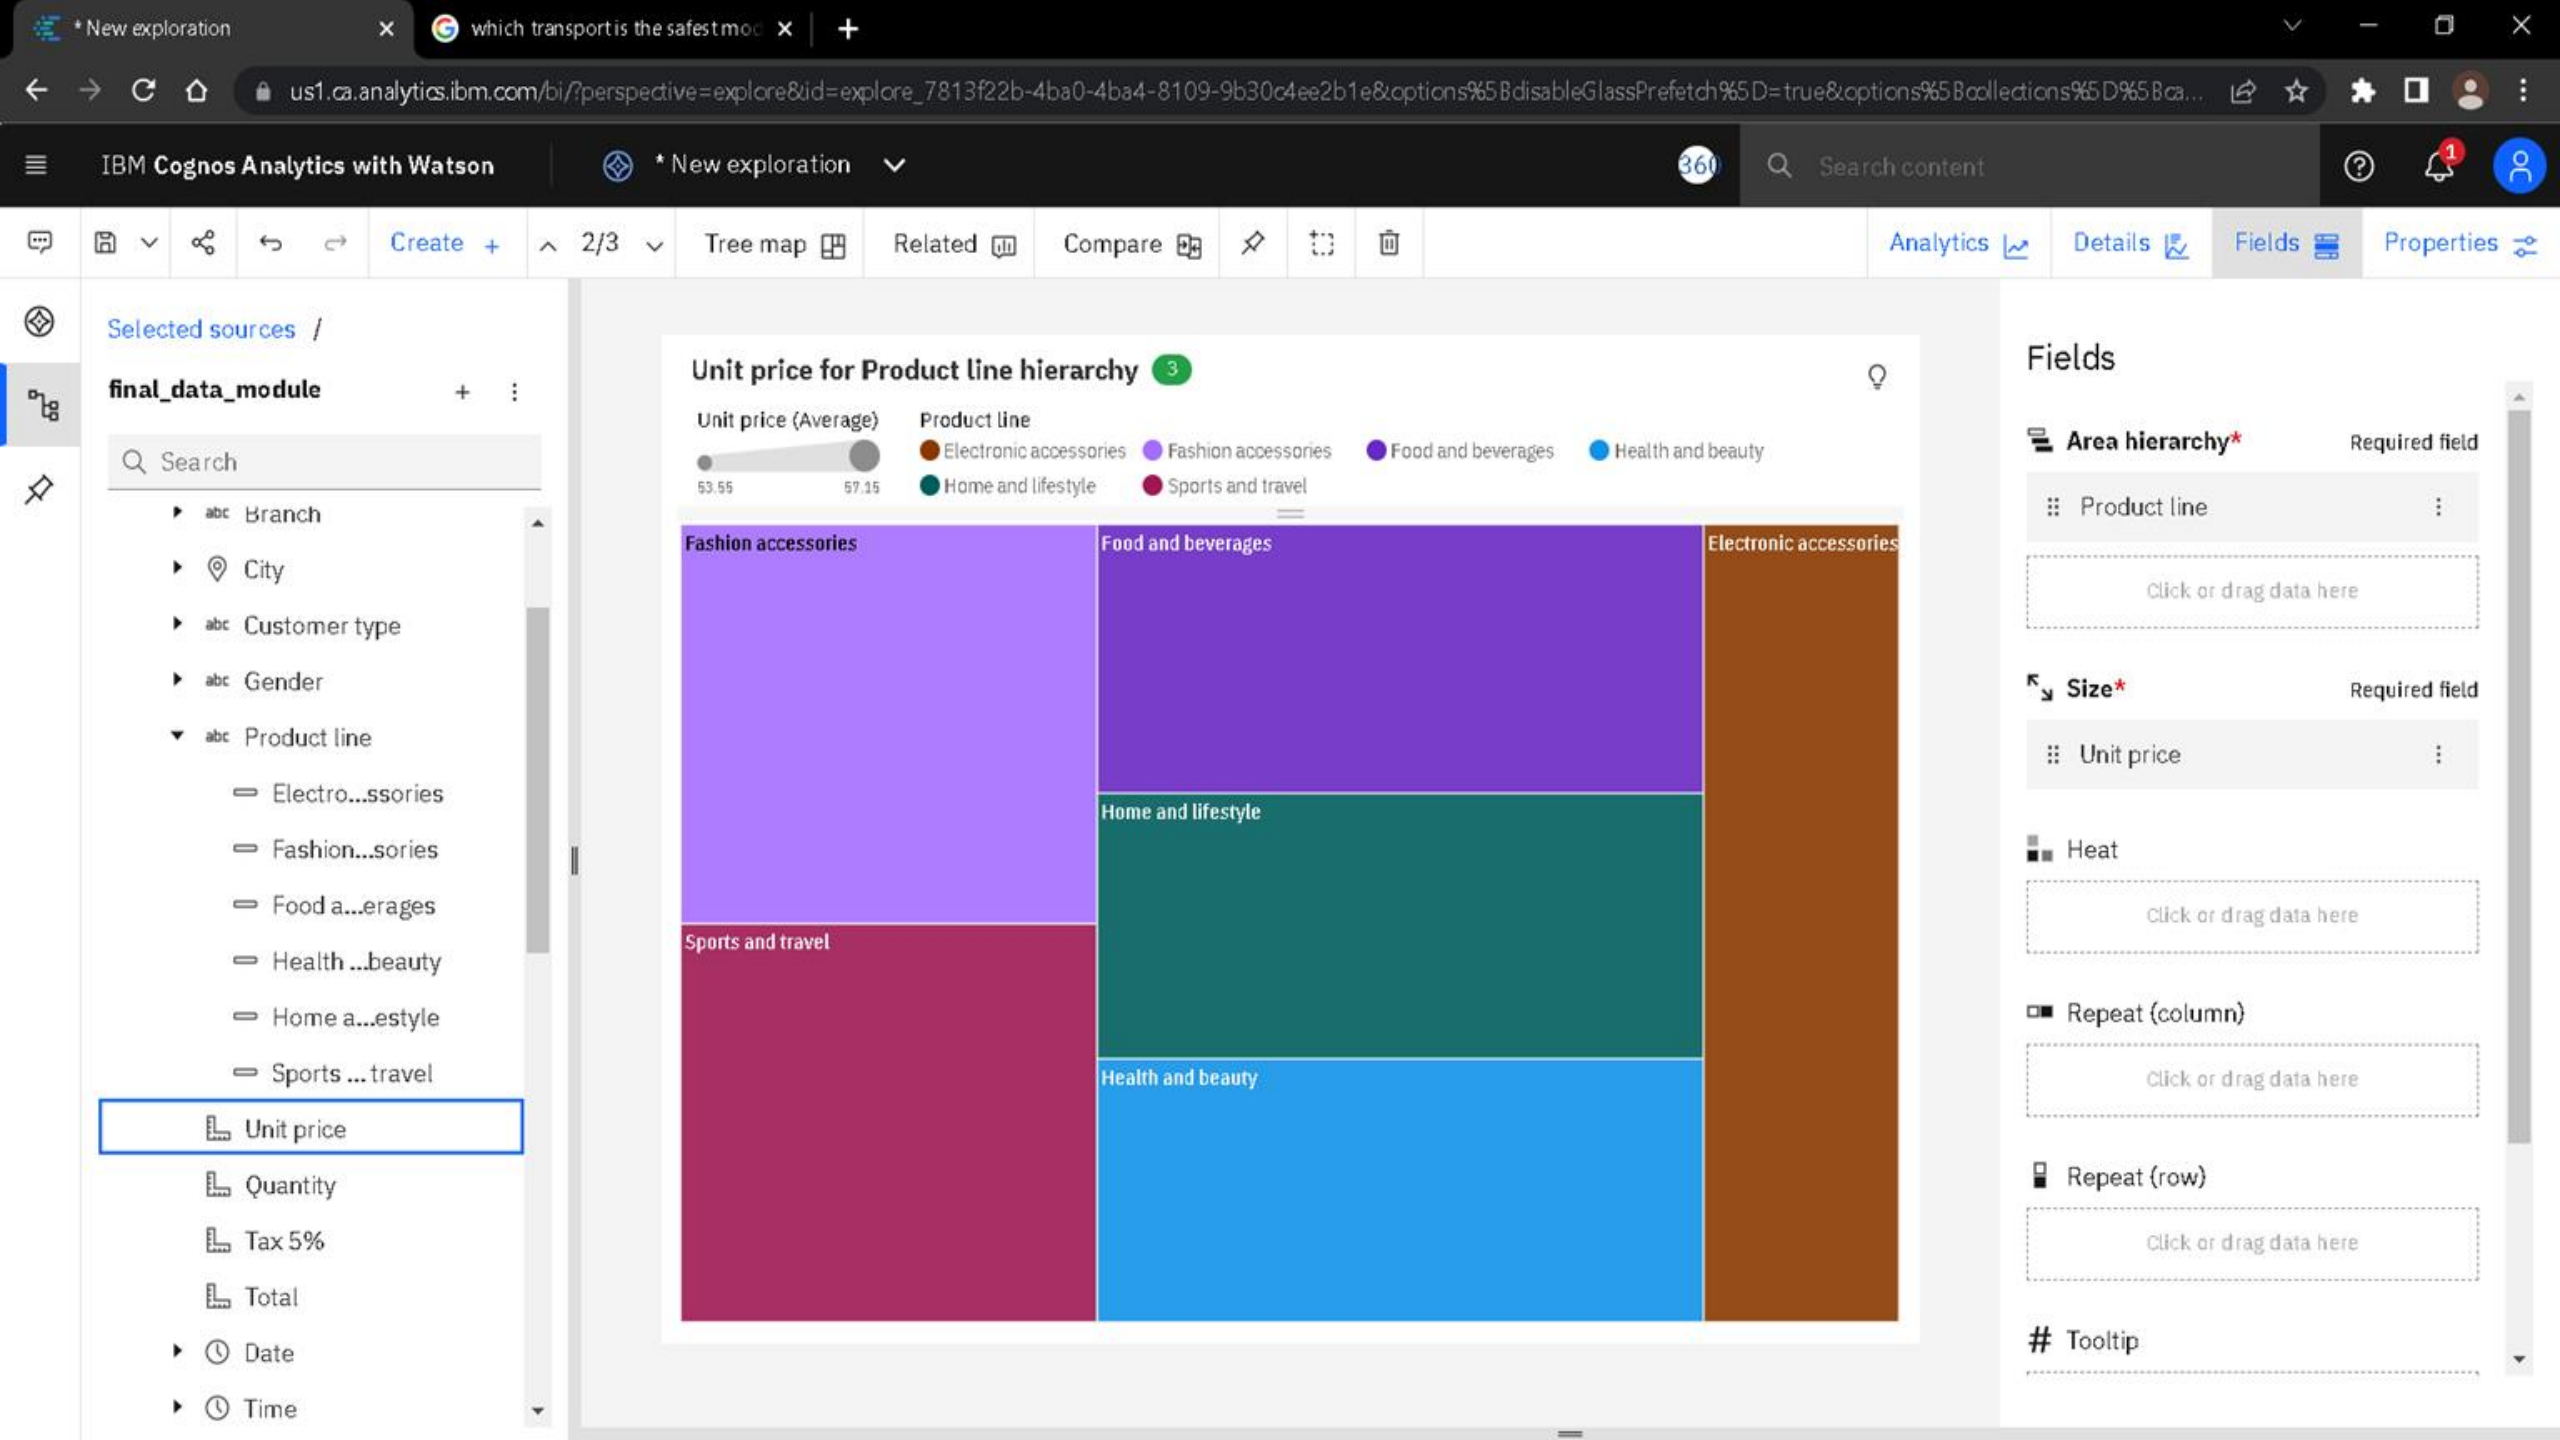 * New exploration
which transport is the safest moc
us1.ca.analytics.ibm.com/bi/?perspective=explore&id=explore_7813f22b-4ba0-4ba4-8109-9b30c4ee2b1e&options%5BdisableGlassPrefetch%5D=true&options%5Bcollections%5D%5Bca...
IBM Cognos Analytics with Watson
* New exploration
360
Search content
1
Create +
2/3
Tree map
Related
Compare
Analytics
Details
Fields
Properties
Selected sources /
final_data_module
Search
abc Branch
City
abc Customer type
abc Gender
abc Product line
Electro...ssories
Fashion...sories
Food a...erages
Health ...beauty
Home a...estyle
Sports ... travel
Unit price
Quantity
Tax 5%
Total
Date
Time
Unit price for Product line hierarchy 3
Unit price (Average)
53.55 57.15
Product line
Electronic accessories Fashion accessories Food and beverages Health and beauty
Home and lifestyle Sports and travel
Fashion accessories
Food and beverages
Electronic accessories
Home and lifestyle
Sports and travel
Health and beauty
Fields
Area hierarchy* Required field
Product line
Click or drag data here
Size* Required field
Unit price
Heat
Click or drag data here
Repeat (column)
Click or drag data here
Repeat (row)
Click or drag data here
# Tooltip